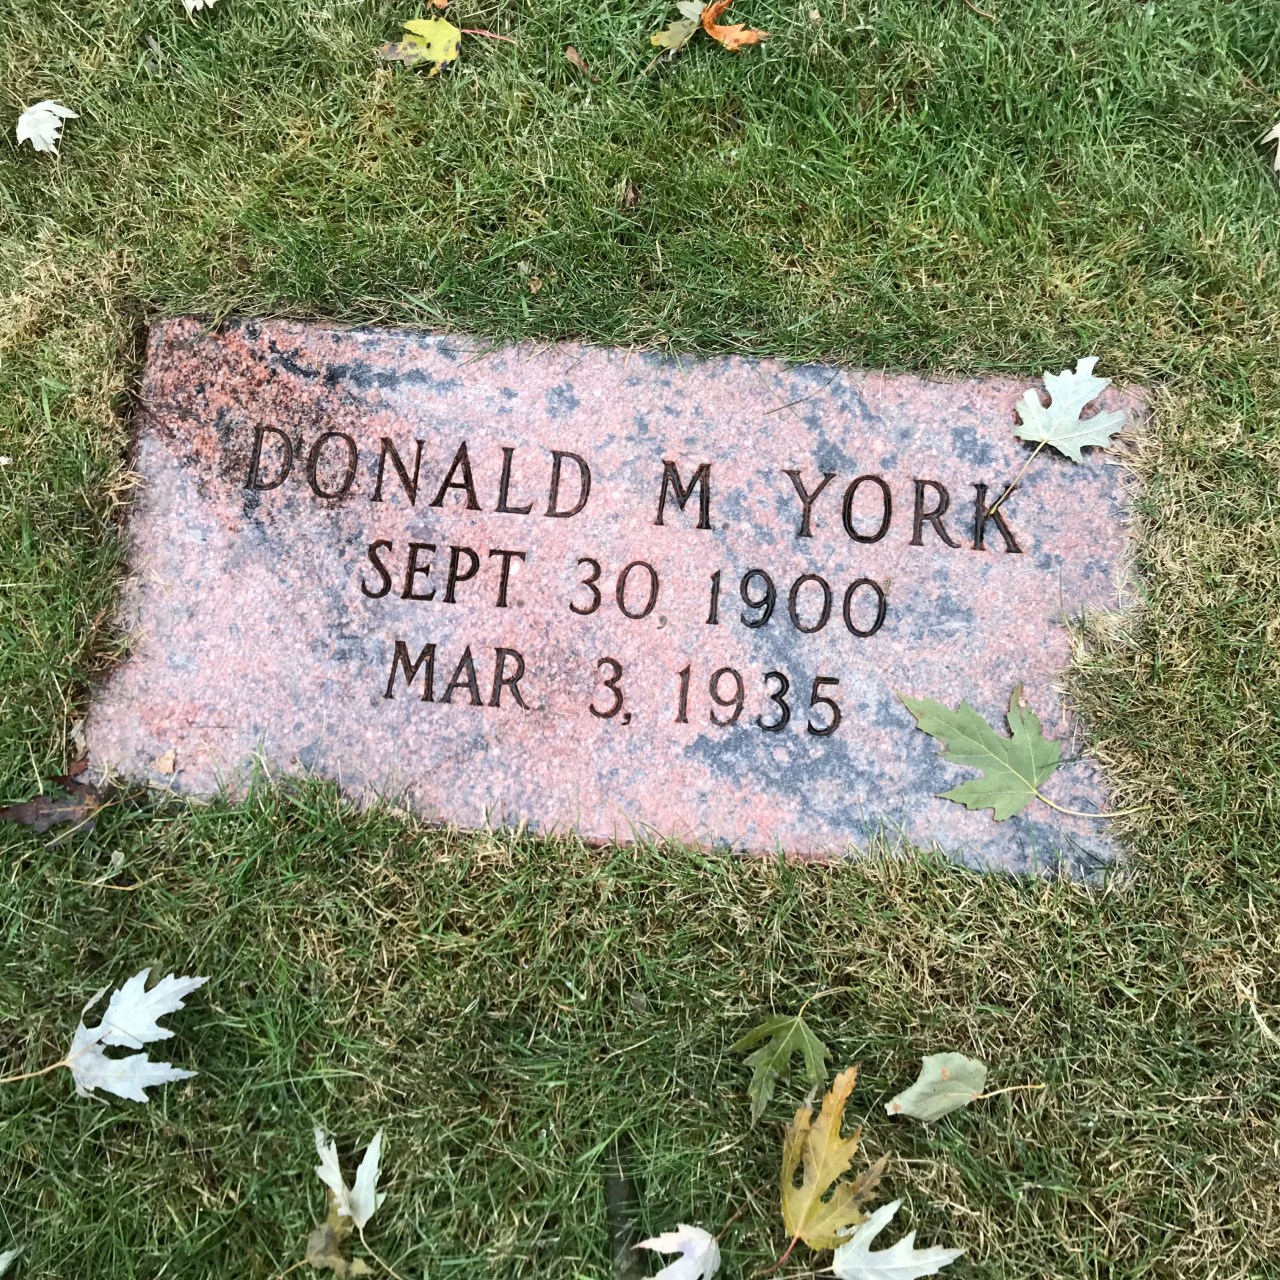 DONALD M. YORK
SEPT. 30, 1900
MAR. 3, 1935